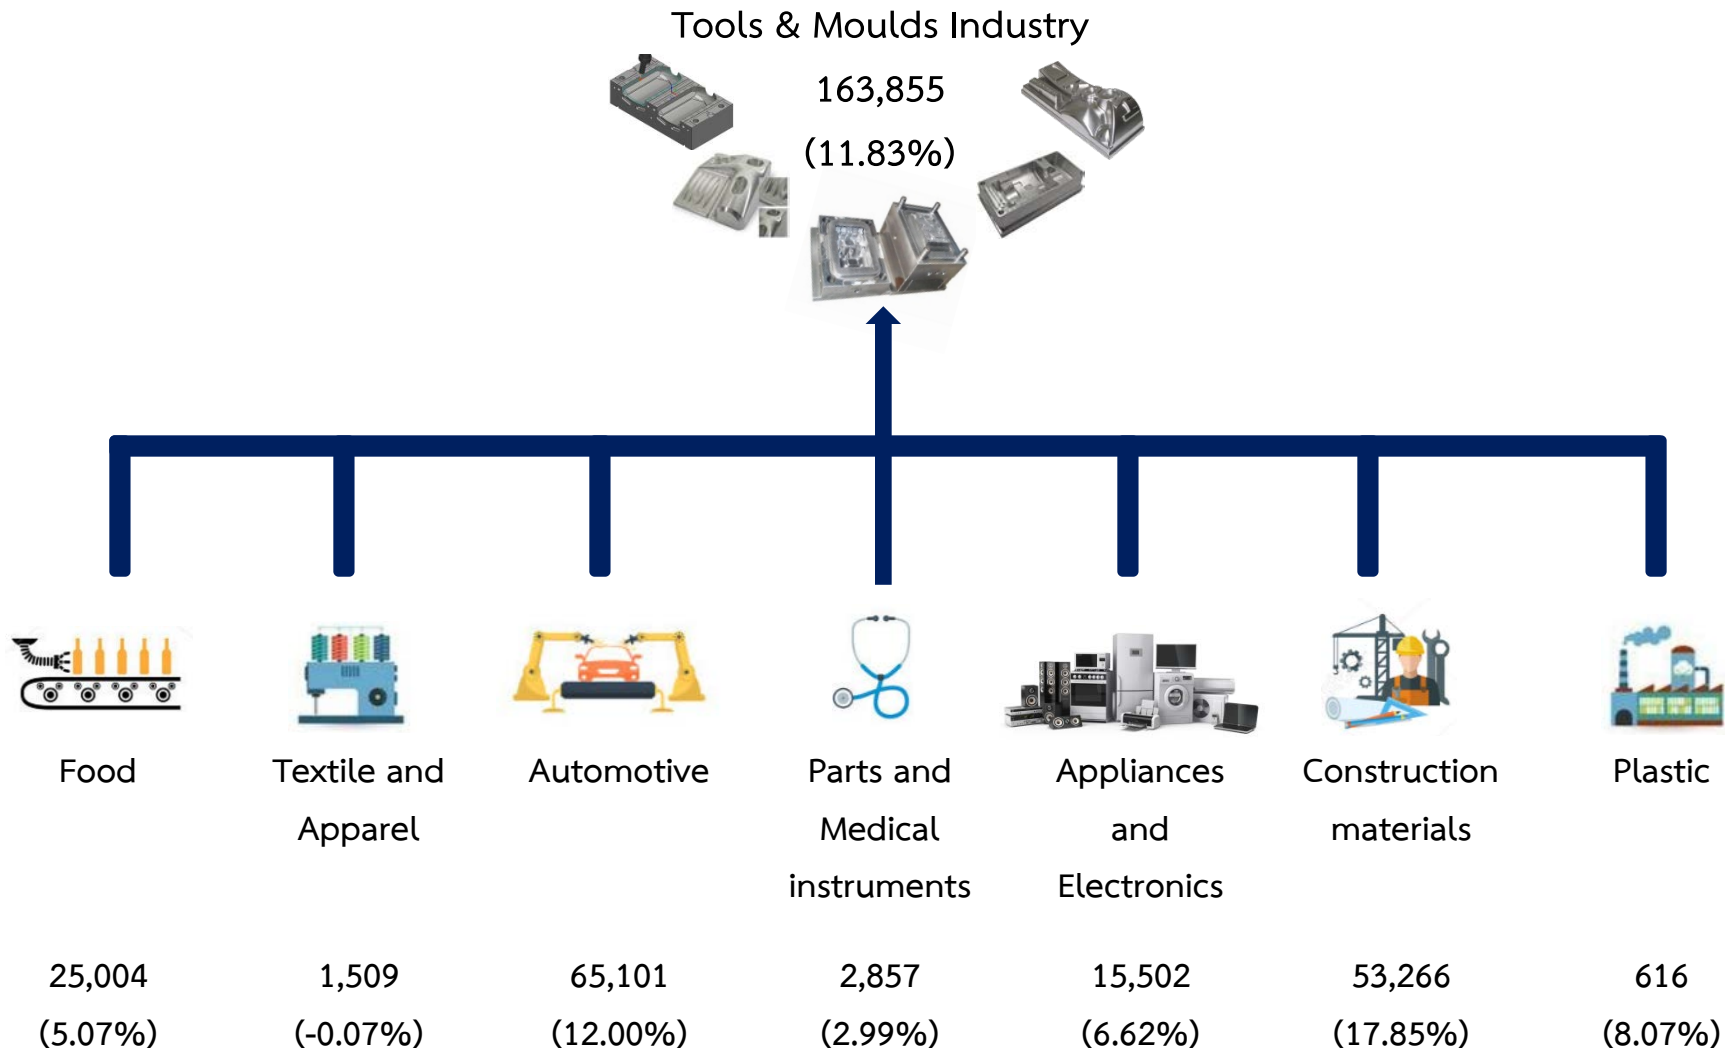 Tools & Moulds Industry
163,855
(11.83%)
Food
Textile and
Apparel
Automotive
Parts and
Medical
instruments
Appliances
and
Electronics
Construction
materials
Plastic
25,004
1,509
65,101
2,857
15,502
53,266
616
(5.07%)
(-0.07%)
(12.00%)
(2.99%)
(6.62%)
(17.85%)
(8.07%)